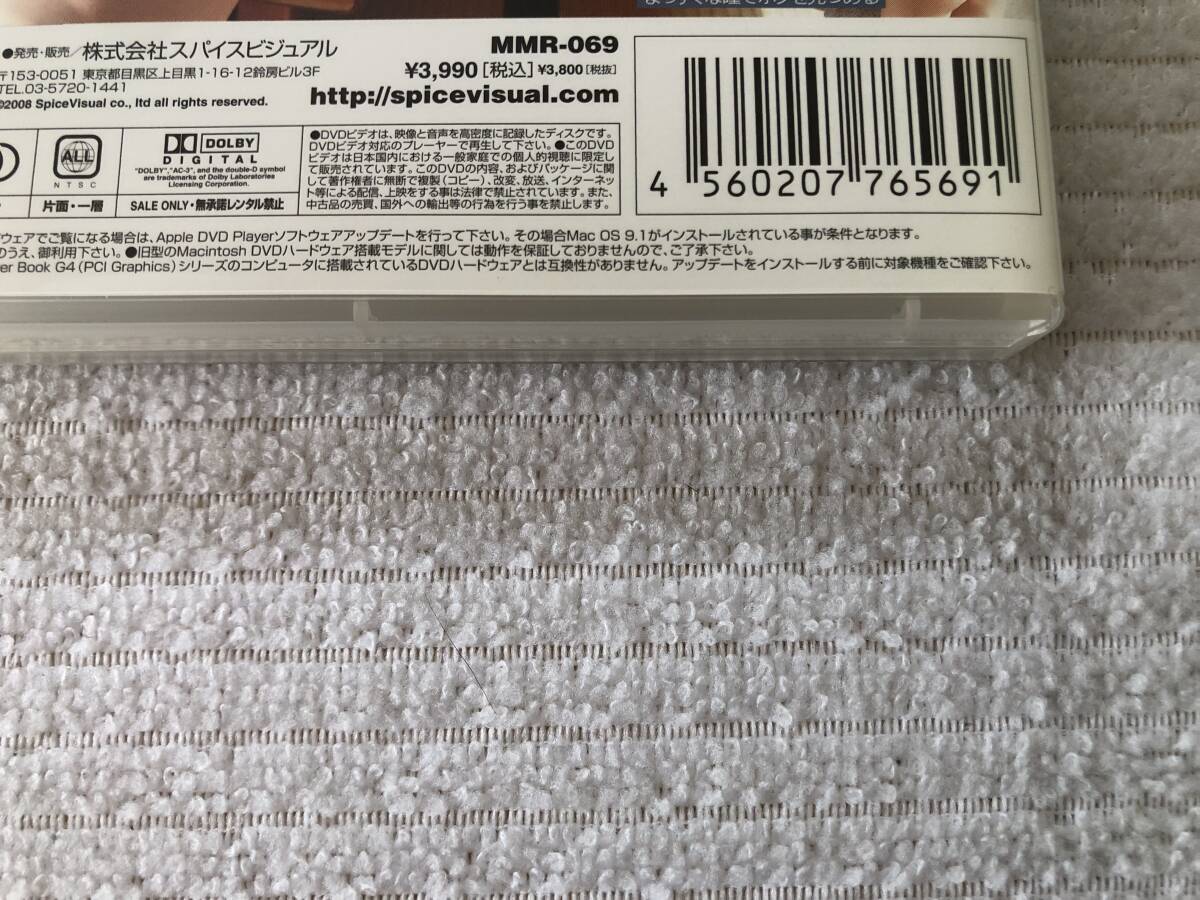 ●発売・販売／株式会社スパイスビジュアル
〒153-0051 東京都目黒区上目黒1-16-12鈴房ビル3F
TEL.03-5720-1441
©2008 SpiceVisual co., ltd all rights reserved.
MMR-069
¥3,990[税込] ¥3,800[税抜]
http://spicevisual.com
ALL
NTSC
片面・一層
DOLBY
DIGITAL
"DOLBY","AC-3", and the double-D symbol
are trademarks of Dolby Laboratories
Licensing Corporation.
SALE ONLY・無承諾レンタル禁止
●DVDビデオは、映像と音声を高密度に記録したディスクです。
DVDビデオ対応のプレーヤーで再生して下さい。●このDVD
ビデオは日本国内における一般家庭での個人的視聴に限定し
て販売されています。このDVDの内容、およびパッケージに関
して著作権者に無断で複製（コピー）、改変、放送、インターネッ
ト等による配信、上映をする事は法律で禁止されています。また、
中古品の売買、国外への輸出等の行為を行う事を禁止します。
4 560207 765691
ウェアでご覧になる場合は、Apple DVD Playerソフトウェアアップデートを行って下さい。その場合Mac OS 9.1がインストールされている事が条件となります。
のうえ、御利用下さい。●旧型のMacintosh DVDハードウェア搭載モデルに関しては動作を保証しておりませんので、ご了承下さい。
er Book G4（PCI Graphics）シリーズのコンピュータに搭載されているDVDハードウェアとは互換性がありません。アップデートをインストールする前に対象機種をご確認下さい。